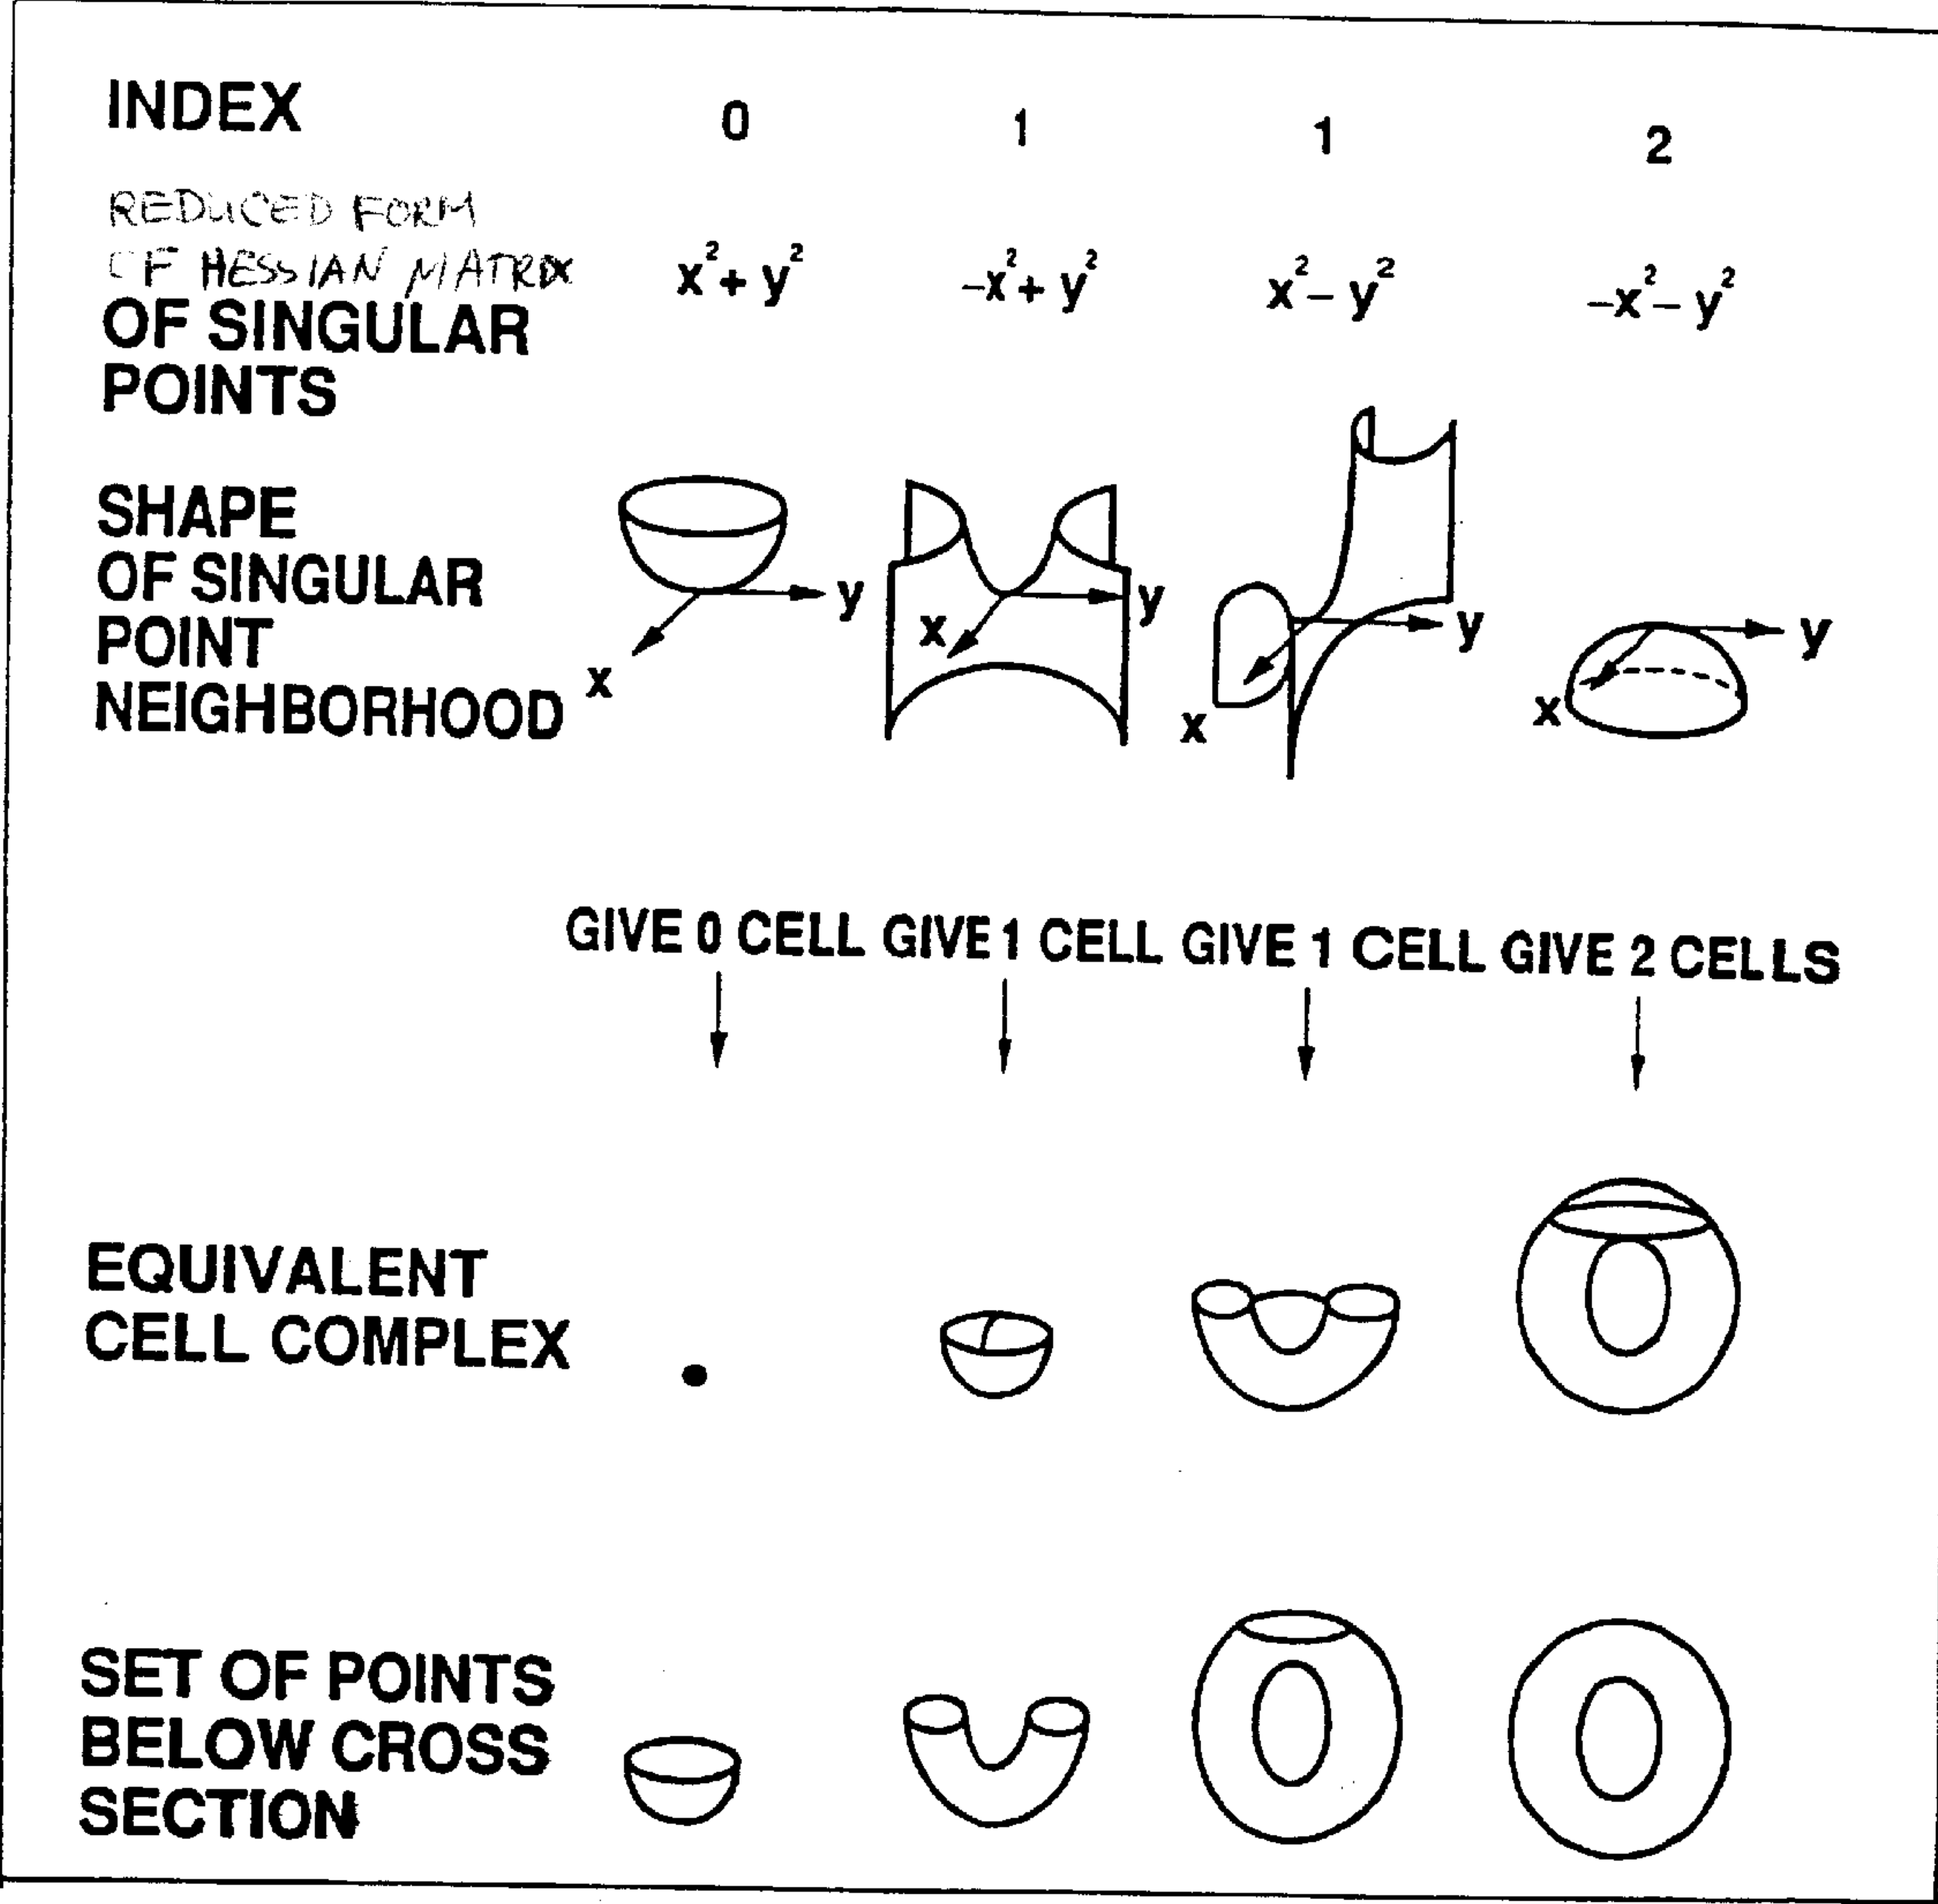 INDEX 0 1 1 2
REDUCED FORM
OF HESSIAN MATRIX x² + y² -x² + y² x² - y² -x² - y²
OF SINGULAR
POINTS
SHAPE
OF SINGULAR
POINT
NEIGHBORHOOD
y
x
y
x
y
x
y
x
GIVE 0 CELL GIVE 1 CELL GIVE 1 CELL GIVE 2 CELLS
EQUIVALENT
CELL COMPLEX
SET OF POINTS
BELOW CROSS
SECTION